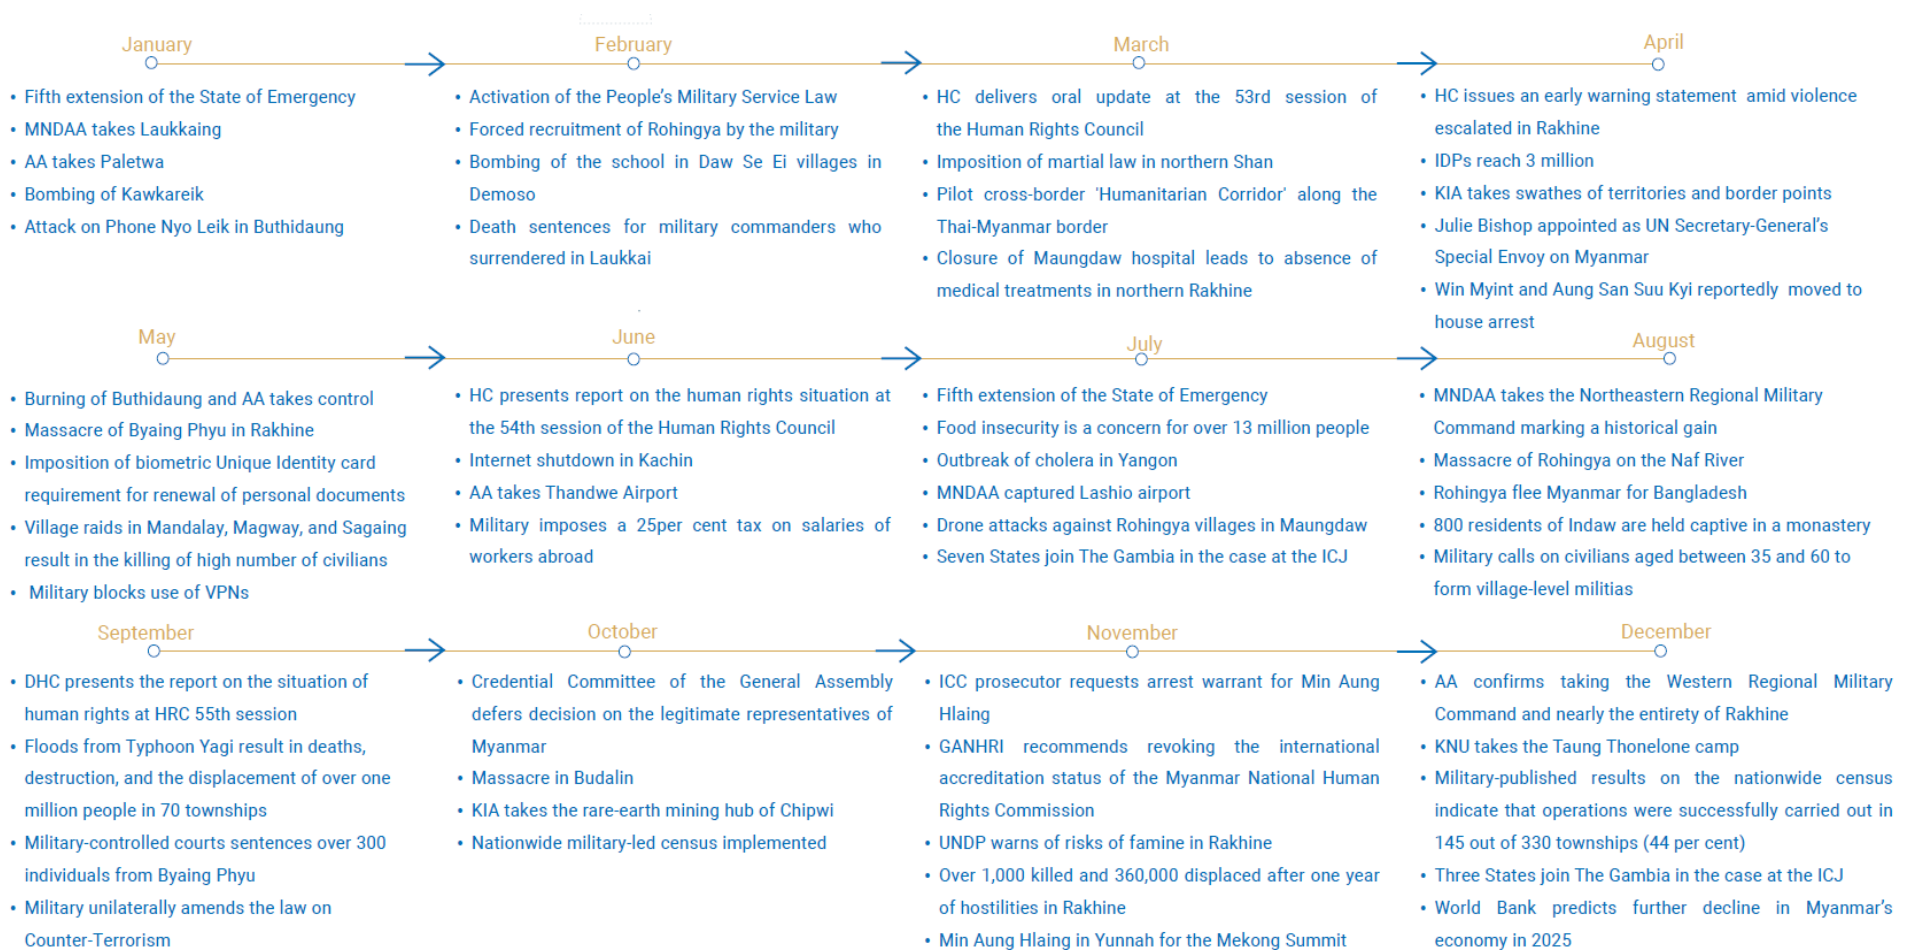 January
• Fifth extension of the State of Emergency
• MNDAA takes Laukkaing
• AA takes Paletwa
• Bombing of Kawkareik
• Attack on Phone Nyo Leik in Buthidaung
February
• Activation of the People's Military Service Law
• Forced recruitment of Rohingya by the military
• Bombing of the school in Daw Se Ei villages in
Demoso
• Death sentences for military commanders who
surrendered in Laukkai
March
• HC delivers oral update at the 53rd session of
the Human Rights Council
• Imposition of martial law in northern Shan
• Pilot cross-border 'Humanitarian Corridor' along the
Thai-Myanmar border
• Closure of Maungdaw hospital leads to absence of
medical treatments in northern Rakhine
April
• HC issues an early warning statement amid violence
escalated in Rakhine
• IDPs reach 3 million
• KIA takes swathes of territories and border points
• Julie Bishop appointed as UN Secretary-General's
Special Envoy on Myanmar
• Win Myint and Aung San Suu Kyi reportedly moved to
house arrest
May
• Burning of Buthidaung and AA takes control
• Massacre of Byaing Phyu in Rakhine
• Imposition of biometric Unique Identity card
requirement for renewal of personal documents
• Village raids in Mandalay, Magway, and Sagaing
result in the killing of high number of civilians
• Military blocks use of VPNs
June
• HC presents report on the human rights situation at
the 54th session of the Human Rights Council
• Internet shutdown in Kachin
• AA takes Thandwe Airport
• Military imposes a 25per cent tax on salaries of
workers abroad
July
• Fifth extension of the State of Emergency
• Food insecurity is a concern for over 13 million people
• Outbreak of cholera in Yangon
• MNDAA captured Lashio airport
• Drone attacks against Rohingya villages in Maungdaw
• Seven States join The Gambia in the case at the ICJ
August
• MNDAA takes the Northeastern Regional Military
Command marking a historical gain
• Massacre of Rohingya on the Naf River
• Rohingya flee Myanmar for Bangladesh
• 800 residents of Indaw are held captive in a monastery
• Military calls on civilians aged between 35 and 60 to
form village-level militias
September
• DHC presents the report on the situation of
human rights at HRC 55th session
• Floods from Typhoon Yagi result in deaths,
destruction, and the displacement of over one
million people in 70 townships
• Military-controlled courts sentences over 300
individuals from Byaing Phyu
• Military unilaterally amends the law on
Counter-Terrorism
October
• Credential Committee of the General Assembly
defers decision on the legitimate representatives of
Myanmar
• Massacre in Budalin
• KIA takes the rare-earth mining hub of Chipwi
• Nationwide military-led census implemented
November
• ICC prosecutor requests arrest warrant for Min Aung
Hlaing
• GANHRI recommends revoking the international
accreditation status of the Myanmar National Human
Rights Commission
• UNDP warns of risks of famine in Rakhine
• Over 1,000 killed and 360,000 displaced after one year
of hostilities in Rakhine
• Min Aung Hlaing in Yunnah for the Mekong Summit
December
• AA confirms taking the Western Regional Military
Command and nearly the entirety of Rakhine
• KNU takes the Taung Thonelone camp
• Military-published results on the nationwide census
indicate that operations were successfully carried out in
145 out of 330 townships (44 per cent)
• Three States join The Gambia in the case at the ICJ
• World Bank predicts further decline in Myanmar's
economy in 2025